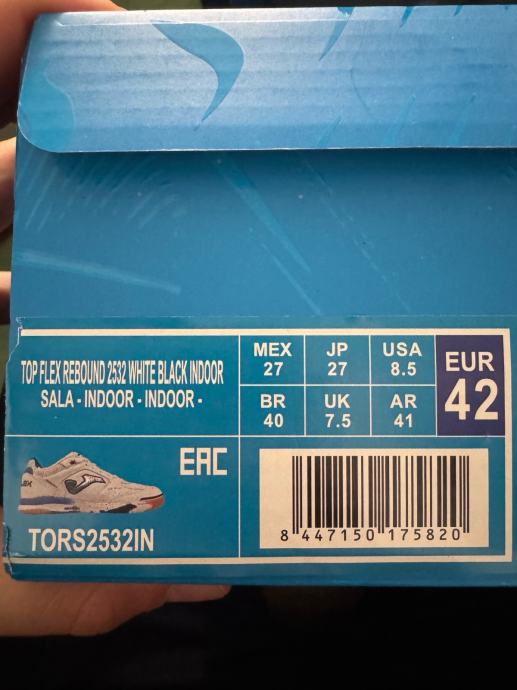 TOP FLEX REBOUND 2532 WHITE BLACK INDOOR
SALA - INDOOR - INDOOR -
MEX
27
JP
27
USA
8.5
EUR
42
BR
40
UK
7.5
AR
41
EAC
TORS2532IN
8 447150 175820